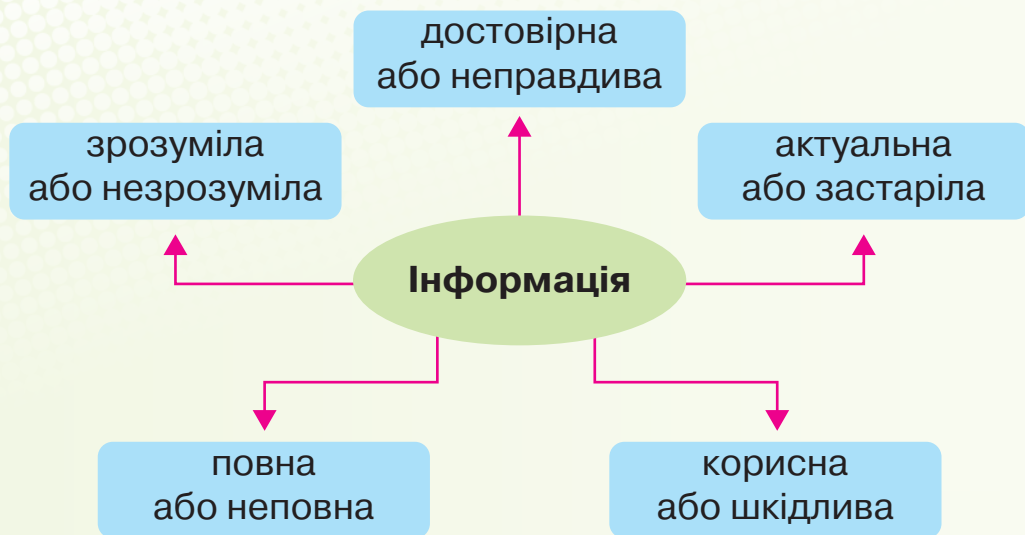 достовірна
або неправдива
зрозуміла
або незрозуміла
актуальна
або застаріла
Інформація
повна
або неповна
корисна
або шкідлива